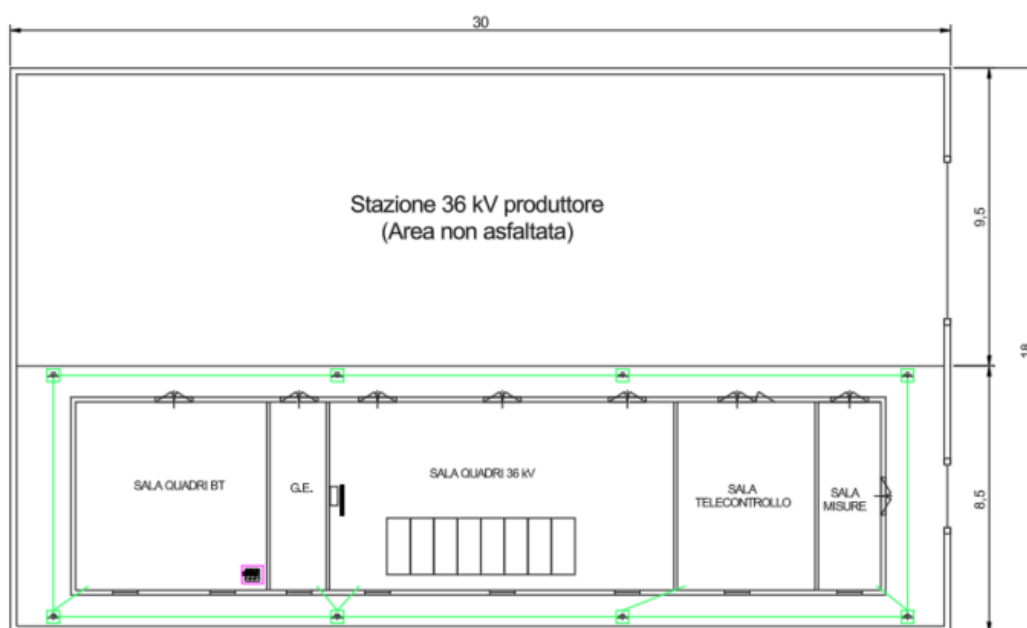 30
Stazione 36 kV produttore
(Area non asfaltata)
9,5
18
SALA QUADRI BT
G.E.
SALA QUADRI 36 kV
SALA
TELECONTROLLO
SALA
MISURE
8,5